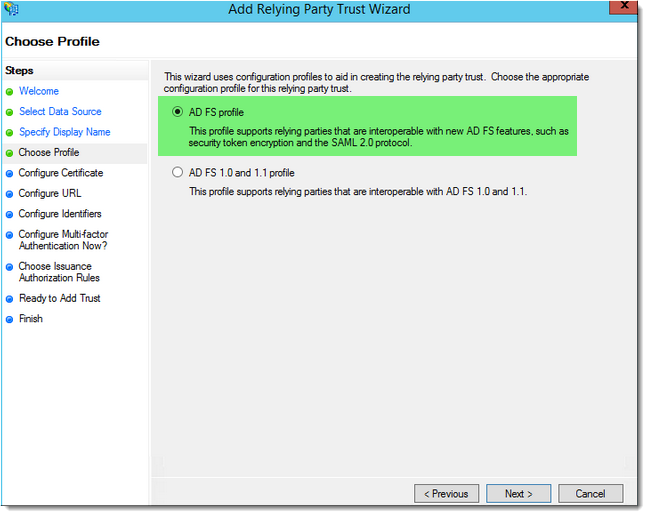 Add Relying Party Trust Wizard
x
Choose Profile
Steps
Welcome
Select Data Source
Specify Display Name
Choose Profile
Configure Certificate
Configure URL
Configure Identifiers
Configure Multi-factor
Authentication Now?
Choose Issuance
Authorization Rules
Ready to Add Trust
Finish
This wizard uses configuration profiles to aid in creating the relying party trust. Choose the appropriate
configuration profile for this relying party trust.
AD FS profile
This profile supports relying parties that are interoperable with new AD FS features, such as
security token encryption and the SAML 2.0 protocol.
AD FS 1.0 and 1.1 profile
This profile supports relying parties that are interoperable with AD FS 1.0 and 1.1.
< Previous
Next >
Cancel